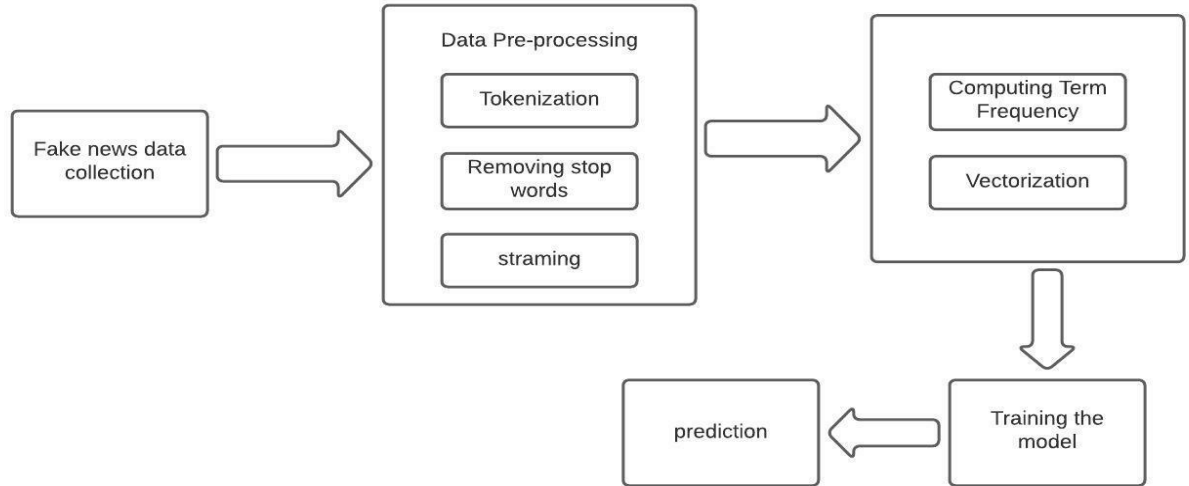 Fake news data
collection
Data Pre-processing
Tokenization
Removing stop
words
straming
Computing Term
Frequency
Vectorization
Training the
model
prediction